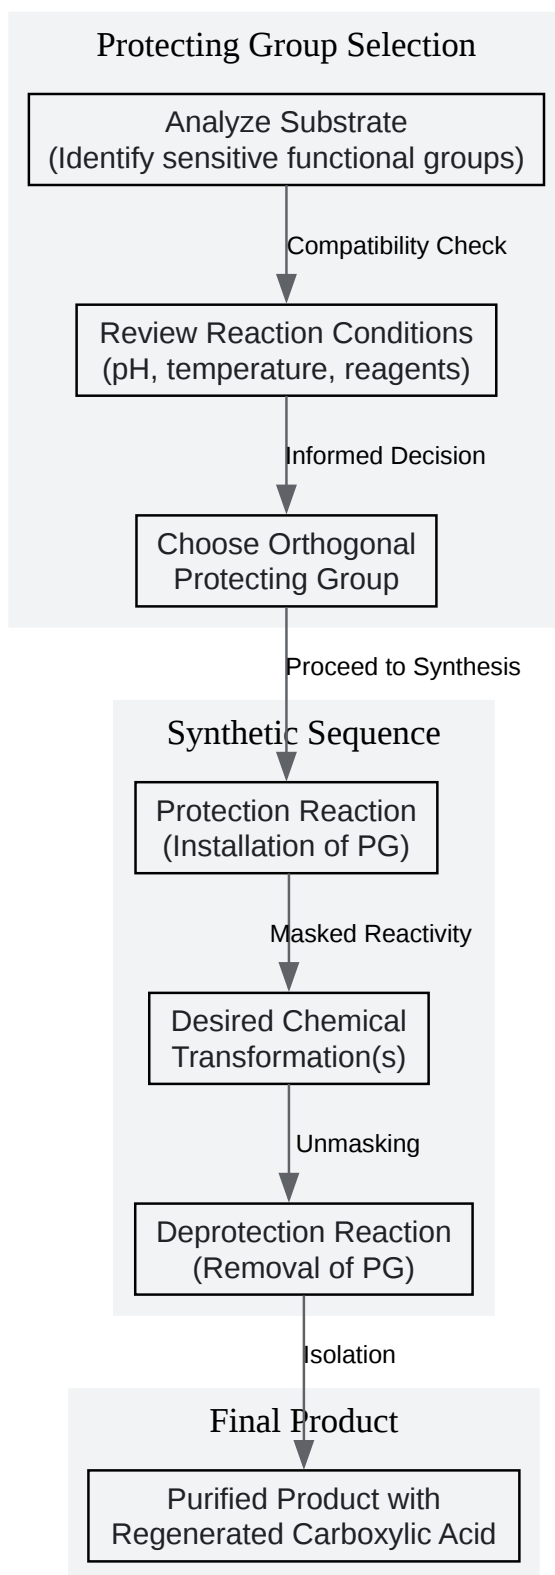 Protecting Group Selection
Analyze Substrate
(Identify sensitive functional groups)
Compatibility Check
Review Reaction Conditions
(pH, temperature, reagents)
Informed Decision
Choose Orthogonal
Protecting Group
Proceed to Synthesis
Synthetic Sequence
Protection Reaction
(Installation of PG)
Masked Reactivity
Desired Chemical
Transformation(s)
Unmasking
Deprotection Reaction
(Removal of PG)
Isolation
Final Product
Purified Product with
Regenerated Carboxylic Acid